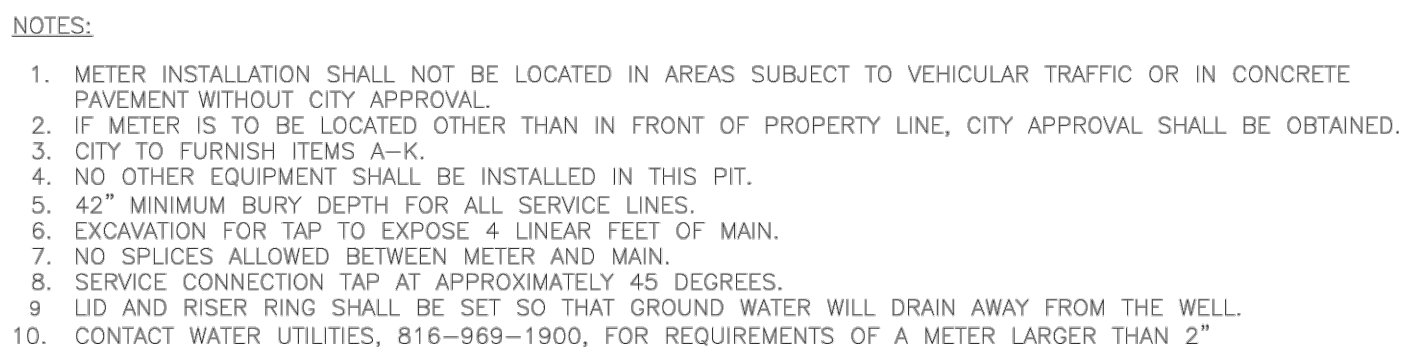 NOTES:
1. METER INSTALLATION SHALL NOT BE LOCATED IN AREAS SUBJECT TO VEHICULAR TRAFFIC OR IN CONCRETE
PAVEMENT WITHOUT CITY APPROVAL.
2. IF METER IS TO BE LOCATED OTHER THAN IN FRONT OF PROPERTY LINE, CITY APPROVAL SHALL BE OBTAINED.
3. CITY TO FURNISH ITEMS A–K.
4. NO OTHER EQUIPMENT SHALL BE INSTALLED IN THIS PIT.
5. 42” MINIMUM BURY DEPTH FOR ALL SERVICE LINES.
6. EXCAVATION FOR TAP TO EXPOSE 4 LINEAR FEET OF MAIN.
7. NO SPLICES ALLOWED BETWEEN METER AND MAIN.
8. SERVICE CONNECTION TAP AT APPROXIMATELY 45 DEGREES.
9 LID AND RISER RING SHALL BE SET SO THAT GROUND WATER WILL DRAIN AWAY FROM THE WELL.
10. CONTACT WATER UTILITIES, 816–969–1900, FOR REQUIREMENTS OF A METER LARGER THAN 2”